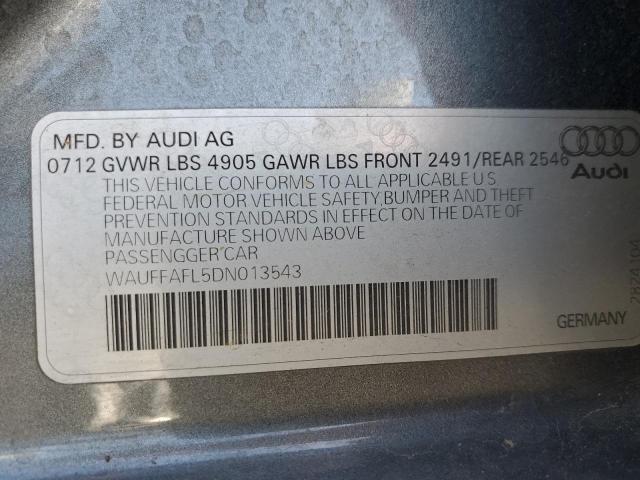 MFD. BY AUDI AG
0712 GVWR LBS 4905 GAWR LBS FRONT 2491/REAR 2546
Audi
THIS VEHICLE CONFORMS TO ALL APPLICABLE U S
FEDERAL MOTOR VEHICLE SAFETY,BUMPER AND THEFT
PREVENTION STANDARDS IN EFFECT ON THE DATE OF
MANUFACTURE SHOWN ABOVE
PASSENGGER CAR
WAUFFAFL5DN013543
GERMANY